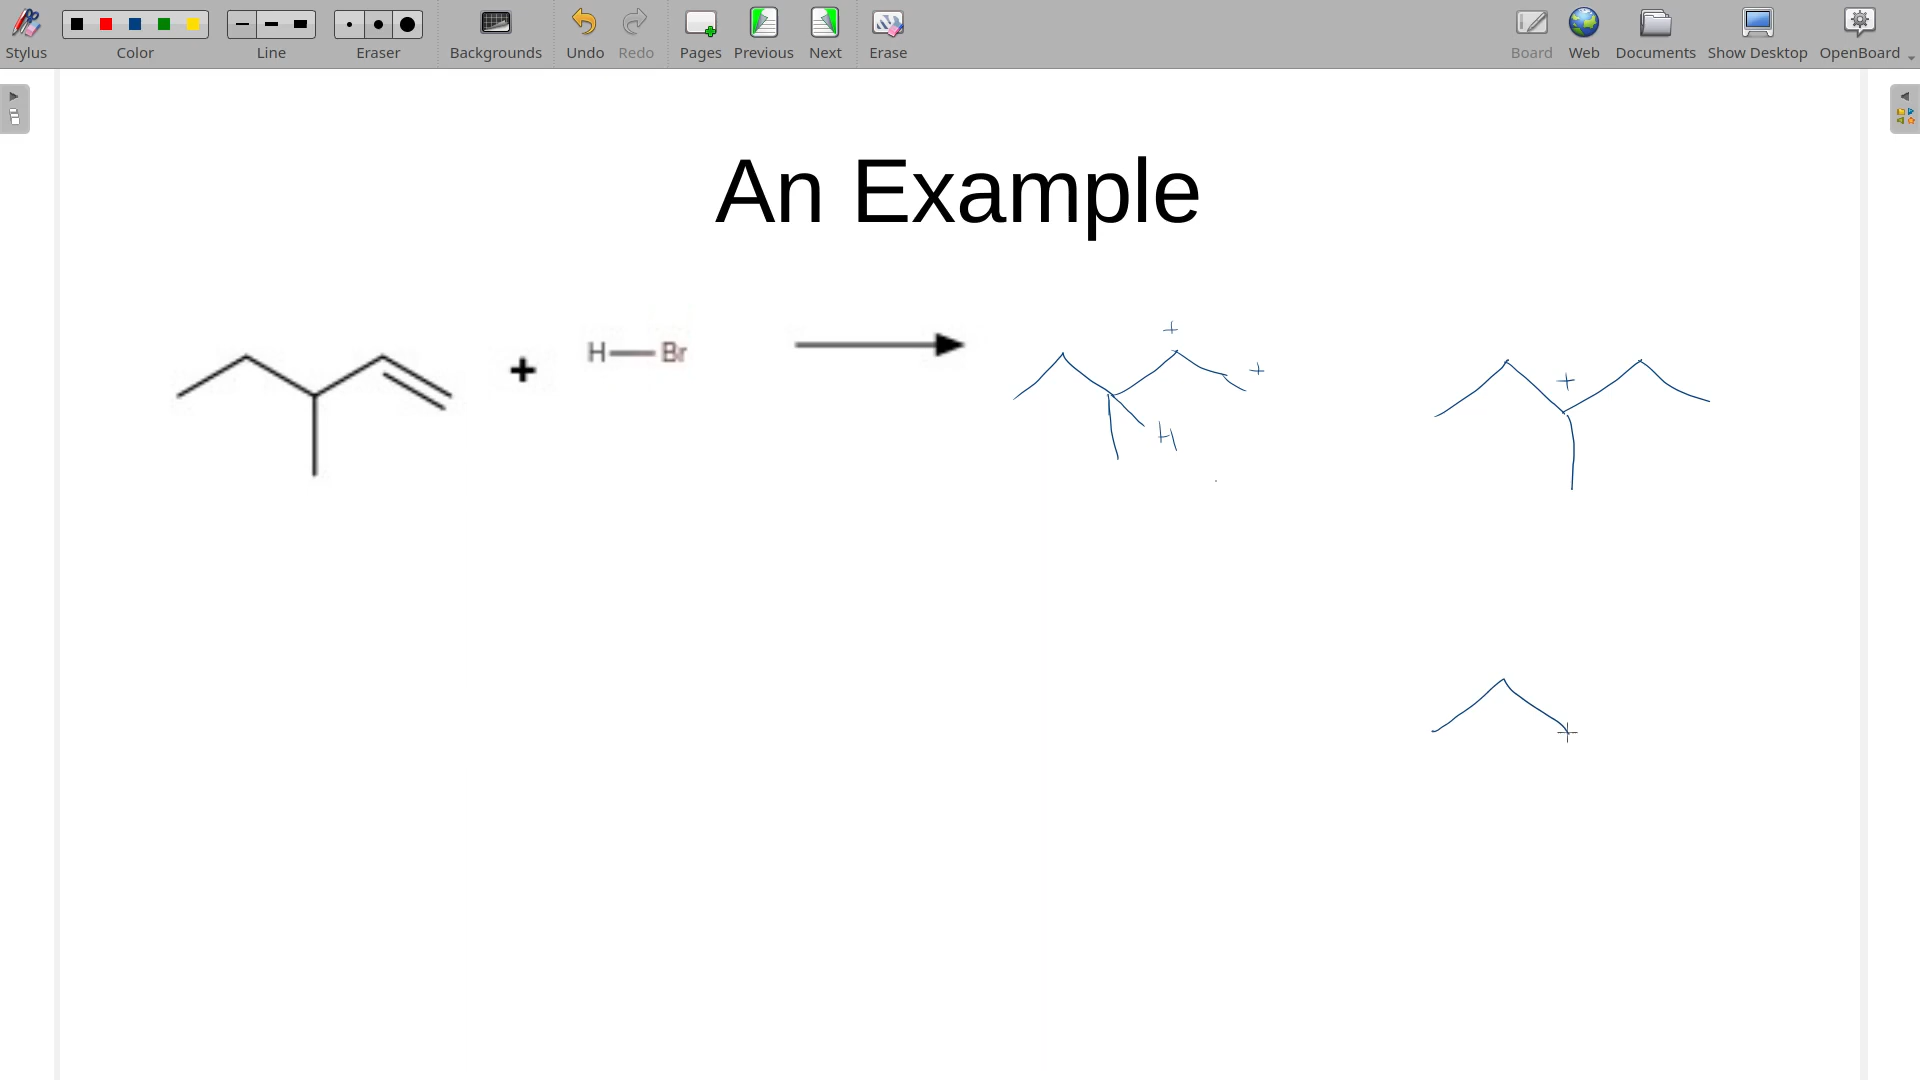 Stylus Color Line Eraser Backgrounds Undo Redo Pages Previous Next Erase Board Web Documents Show Desktop OpenBoard
An Example
+ H Br + +
H +